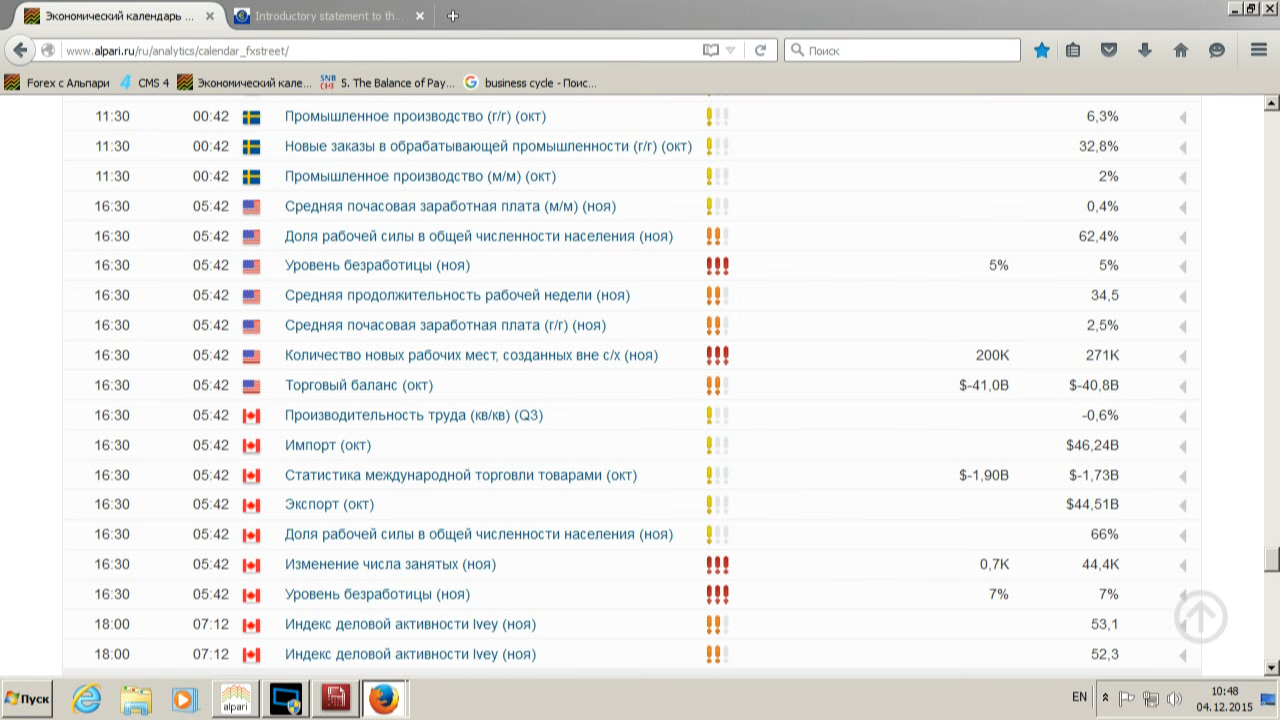 Экономический календарь ...
Introductory statement to th...
www.alpari.ru/ru/analytics/calendar_fxstreet/
Поиск
Forex с Альпари
CMS 4
Экономический кале...
SNB CHF
5. The Balance of Pay...
business cycle - Поис...
11:30 00:42 Промышленное производство (г/г) (окт) 6,3%
11:30 00:42 Новые заказы в обрабатывающей промышленности (г/г) (окт) 32,8%
11:30 00:42 Промышленное производство (м/м) (окт) 2%
16:30 05:42 Средняя почасовая заработная плата (м/м) (ноя) 0,4%
16:30 05:42 Доля рабочей силы в общей численности населения (ноя) 62,4%
16:30 05:42 Уровень безработицы (ноя) 5% 5%
16:30 05:42 Средняя продолжительность рабочей недели (ноя) 34,5
16:30 05:42 Средняя почасовая заработная плата (г/г) (ноя) 2,5%
16:30 05:42 Количество новых рабочих мест, созданных вне с/х (ноя) 200K 271K
16:30 05:42 Торговый баланс (окт) $-41,0B $-40,8B
16:30 05:42 Производительность труда (кв/кв) (Q3) -0,6%
16:30 05:42 Импорт (окт) $46,24B
16:30 05:42 Статистика международной торговли товарами (окт) $-1,90B $-1,73B
16:30 05:42 Экспорт (окт) $44,51B
16:30 05:42 Доля рабочей силы в общей численности населения (ноя) 66%
16:30 05:42 Изменение числа занятых (ноя) 0,7K 44,4K
16:30 05:42 Уровень безработицы (ноя) 7% 7%
18:00 07:12 Индекс деловой активности Ivey (ноя) 53,1
18:00 07:12 Индекс деловой активности Ivey (ноя) 52,3
Пуск
alpari
EN
10:48
04.12.2015